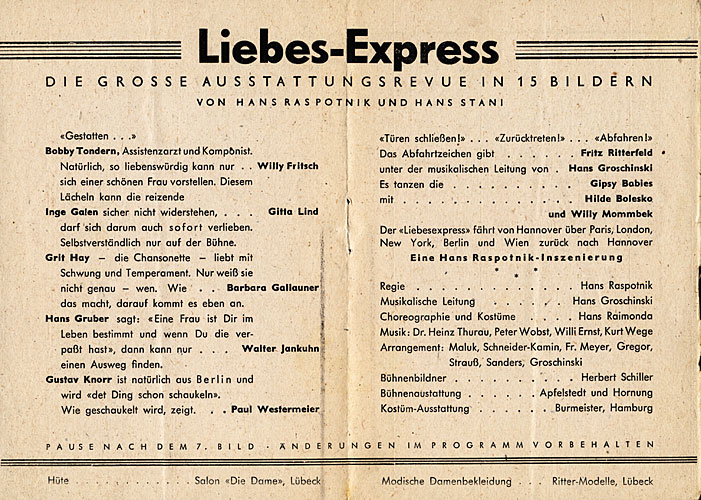 Liebes-Express
DIE GROSSE AUSSTATTUNGSREVUE IN 15 BILDERN
VON HANS RASPOTNIK UND HANS STANI
«Gestatten . . .»
Bobby Tondern, Assistenzarzt und Komponist.
Natürlich, so liebenswürdig kann nur . . Willy Fritsch
sich einer schönen Frau vorstellen. Diesem
Lächeln kann die reizende
Inge Galen sicher nicht widerstehen, . . . . Gitta Lind
darf sich darum auch sofort verlieben.
Selbstverständlich nur auf der Bühne.
Grit Hay – die Chansonette – liebt mit
Schwung und Temperament. Nur weiß sie
nicht genau – wen. Wie . . . Barbara Gallauner
das macht, darauf kommt es eben an.
Hans Gruber sagt: «Eine Frau ist Dir im
Leben bestimmt und wenn Du die ver-
paßt hast», dann kann nur . . . Walter Jankuhn
einen Ausweg finden.
Gustav Knorr ist natürlich aus Berlin und
wird «det Ding schon schaukeln».
Wie geschaukelt wird, zeigt. . . Paul Westermeier
«Türen schließen!» . . . «Zurücktreten!» . . . «Abfahren!»
Das Abfahrtzeichen gibt . . . . . . . Fritz Ritterfeld
unter der musikalischen Leitung von . Hans Groschinski
Es tanzen die . . . . . . . . . . . Gipsy Babies
mit . . . . . . . . . . . . . . Hilde Bolesko
und Willy Mommbek
Der «Liebesexpress» fährt von Hannover über Paris, London,
New York, Berlin und Wien zurück nach Hannover
Eine Hans Raspotnik-Inszenierung
* * *
Regie . . . . . . . . . . . . . . Hans Raspotnik
Musikalische Leitung . . . . . . . Hans Groschinski
Choreographie und Kostüme . . . . . Hans Raimonda
Musik: Dr. Heinz Thurau, Peter Wobst, Willi Ernst, Kurt Wege
Arrangement: Maluk, Schneider-Kamin, Fr. Meyer, Gregor,
Strauß, Sanders, Groschinski
Bühnenbildner . . . . . . . . . . . Herbert Schiller
Bühnenausstattung . . . . . . Apfelstedt und Hornung
Kostüm-Ausstattung . . . . . . . Burmeister, Hamburg
PAUSE NACH DEM 7. BILD · ÄNDERUNGEN IM PROGRAMM VORBEHALTEN
Hüte . . . . . . . . . . . Salon «Die Dame», Lübeck
Modische Damenbekleidung . . . Ritter-Modelle, Lübeck